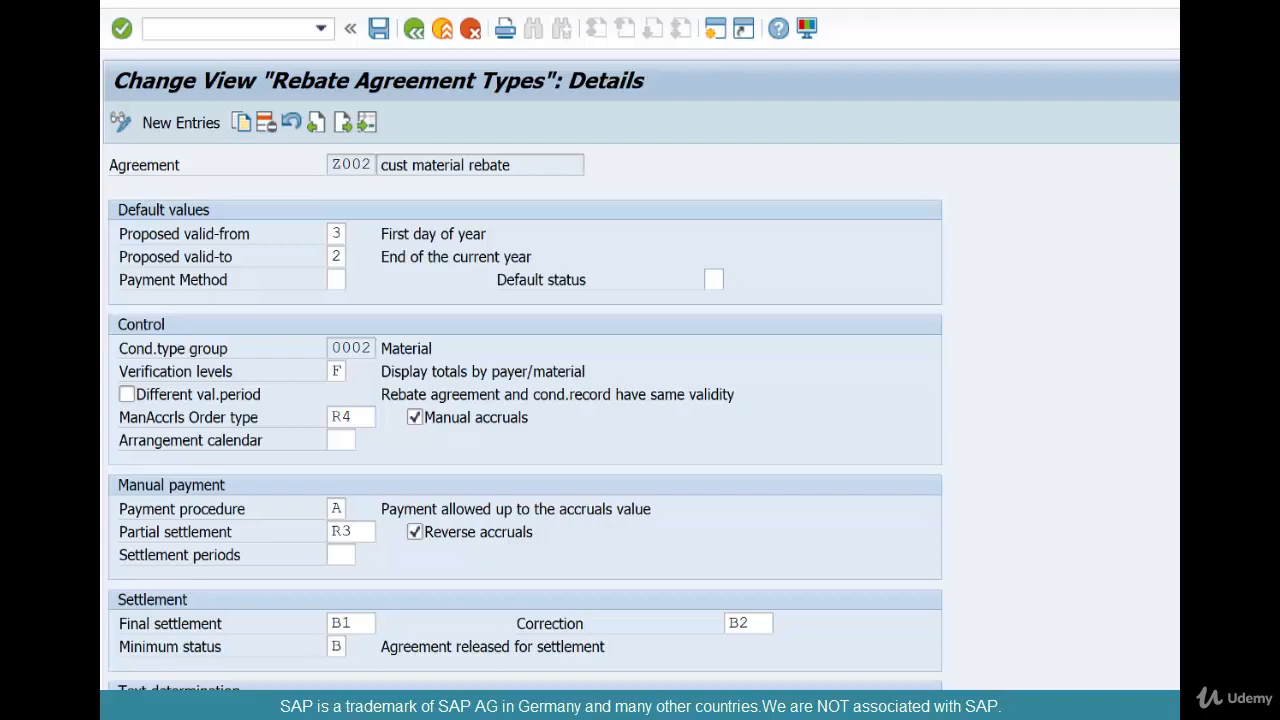 Change View "Rebate Agreement Types": Details
New Entries
Agreement Z002 cust material rebate
Default values
Proposed valid-from 3 First day of year
Proposed valid-to 2 End of the current year
Payment Method Default status
Control
Cond.type group 0002 Material
Verification levels F Display totals by payer/material
Different val.period Rebate agreement and cond.record have same validity
ManAccrls Order type R4 Manual accruals
Arrangement calendar
Manual payment
Payment procedure A Payment allowed up to the accruals value
Partial settlement R3 Reverse accruals
Settlement periods
Settlement
Final settlement B1 Correction B2
Minimum status B Agreement released for settlement
Text determination
SAP is a trademark of SAP AG in Germany and many other countries.We are NOT associated with SAP.
Udemy